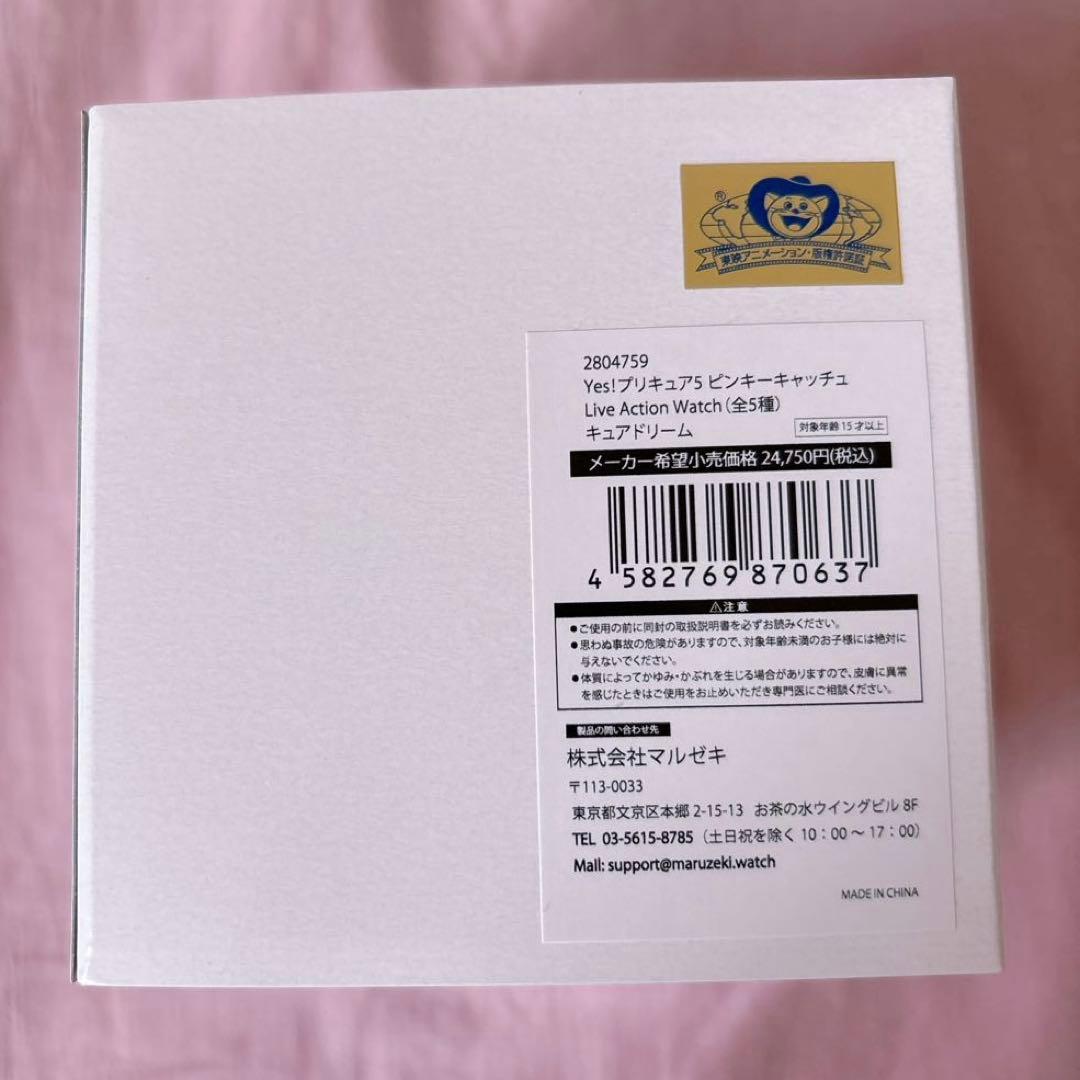 ®
東映アニメーション・版権許諾証
2804759
Yes!プリキュア5 ピンキーキャッチュ
Live Action Watch(全5種)
キュアドリーム
対象年齢15才以上
メーカー希望小売価格 24,750円(税込)
4 582769 870637
⚠注意
●ご使用の前に同封の取扱説明書を必ずお読みください。
●思わぬ事故の危険がありますので、対象年齢未満のお子様には絶対に
与えないでください。
●体質によってかゆみ・かぶれを生じる場合がありますので、皮膚に異常
を感じたときはご使用をお止めいただき専門医にご相談ください。
製品の問い合わせ先
株式会社マルゼキ
〒113-0033
東京都文京区本郷 2-15-13 お茶の水ウイングビル 8F
TEL 03-5615-8785 (土日祝を除く 10:00~17:00)
Mail: support@maruzeki.watch
MADE IN CHINA